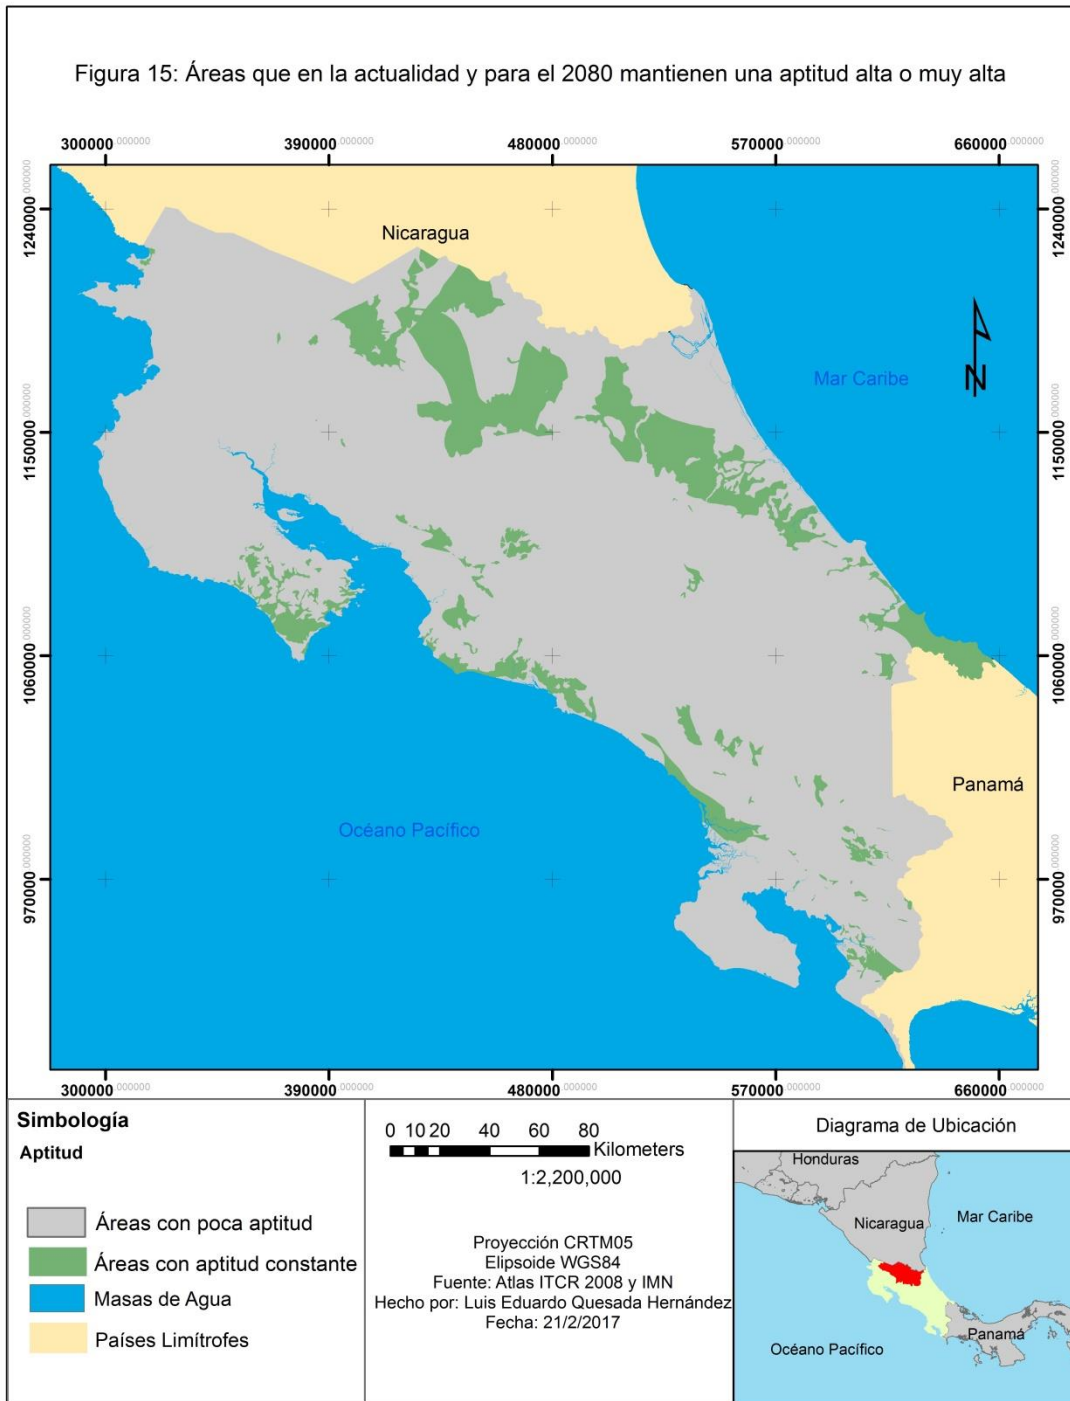 Figura 15: Áreas que en la actualidad y para el 2080 mantienen una aptitud alta o muy alta
300000.000000 390000.000000 480000.000000 570000.000000 660000.000000
1240000.000000 1240000.000000
Nicaragua
N
Mar Caribe
1150000.000000 1150000.000000
1060000.000000 1060000.000000
Panamá
Océano Pacífico
970000.000000 970000.000000
300000.000000 390000.000000 480000.000000 570000.000000 660000.000000
Simbología
Aptitud
Áreas con poca aptitud
Áreas con aptitud constante
Masas de Agua
Países Limítrofes
0 10 20 40 60 80
Kilometers
1:2,200,000
Proyección CRTM05
Elipsoide WGS84
Fuente: Atlas ITCR 2008 y IMN
Hecho por: Luis Eduardo Quesada Hernández
Fecha: 21/2/2017
Diagrama de Ubicación
Honduras
Nicaragua
Mar Caribe
Panamá
Océano Pacífico